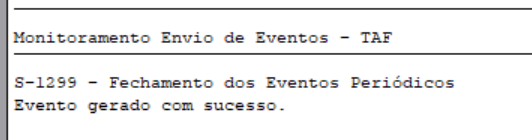 Monitoramento Envio de Eventos - TAF
S-1299 - Fechamento dos Eventos Periódicos
Evento gerado com sucesso.